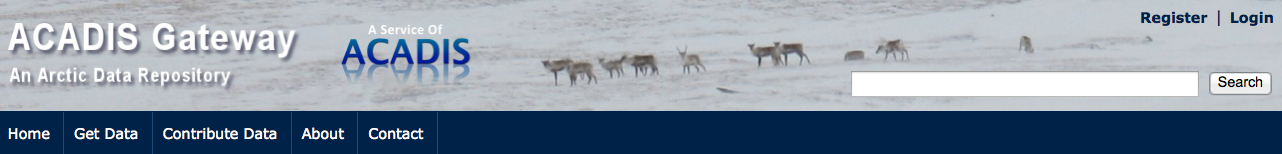 Register | Login
ACADIS Gateway
An Arctic Data Repository
A Service Of
ACADIS
Search
Home
Get Data
Contribute Data
About
Contact